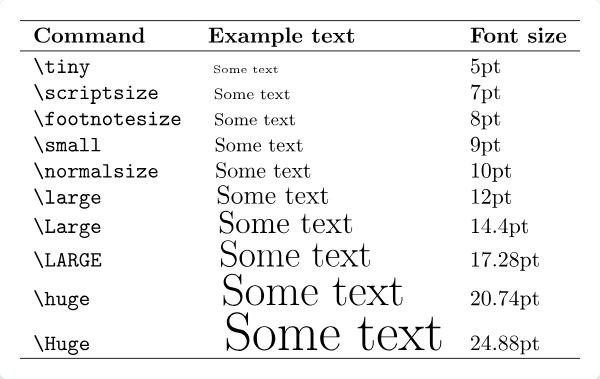 Command Example text Font size
\tiny Some text 5pt
\scriptsize Some text 7pt
\footnotesize Some text 8pt
\small Some text 9pt
\normalsize Some text 10pt
\large Some text 12pt
\Large Some text 14.4pt
\LARGE Some text 17.28pt
\huge Some text 20.74pt
\Huge Some text 24.88pt